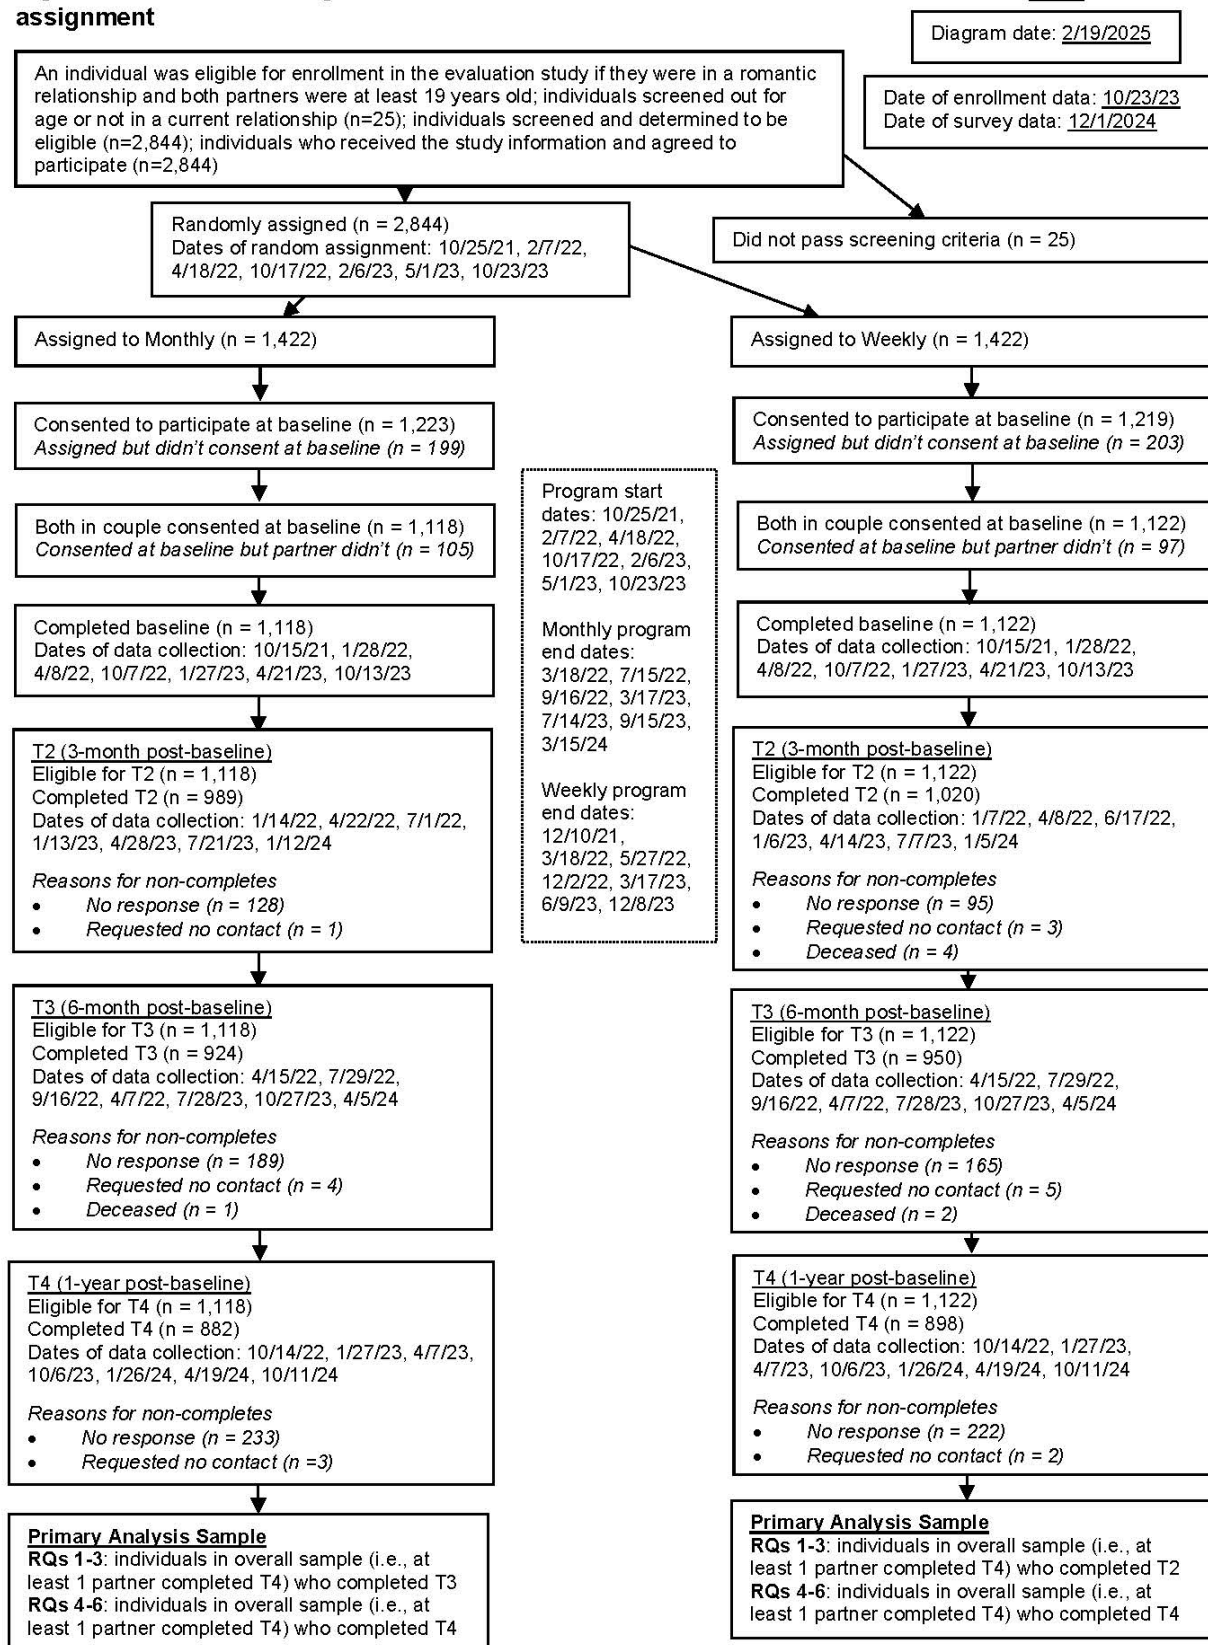 assignment
Diagram date: 2/19/2025
An individual was eligible for enrollment in the evaluation study if they were in a romantic
relationship and both partners were at least 19 years old; individuals screened out for
age or not in a current relationship (n=25); individuals screened and determined to be
eligible (n=2,844); individuals who received the study information and agreed to
participate (n=2,844)
Date of enrollment data: 10/23/23
Date of survey data: 12/1/2024
Randomly assigned (n = 2,844)
Dates of random assignment: 10/25/21, 2/7/22,
4/18/22, 10/17/22, 2/6/23, 5/1/23, 10/23/23
Did not pass screening criteria (n = 25)
Assigned to Monthly (n = 1,422)
Assigned to Weekly (n = 1,422)
Consented to participate at baseline (n = 1,223)
Assigned but didn't consent at baseline (n = 199)
Consented to participate at baseline (n = 1,219)
Assigned but didn't consent at baseline (n = 203)
Both in couple consented at baseline (n = 1,118)
Consented at baseline but partner didn't (n = 105)
Both in couple consented at baseline (n = 1,122)
Consented at baseline but partner didn't (n = 97)
Program start
dates: 10/25/21,
2/7/22, 4/18/22,
10/17/22, 2/6/23,
5/1/23, 10/23/23
Monthly program
end dates:
3/18/22, 7/15/22,
9/16/22, 3/17/23,
7/14/23, 9/15/23,
3/15/24
Weekly program
end dates:
12/10/21,
3/18/22, 5/27/22,
12/2/22, 3/17/23,
6/9/23, 12/8/23
Completed baseline (n = 1,118)
Dates of data collection: 10/15/21, 1/28/22,
4/8/22, 10/7/22, 1/27/23, 4/21/23, 10/13/23
Completed baseline (n = 1,122)
Dates of data collection: 10/15/21, 1/28/22,
4/8/22, 10/7/22, 1/27/23, 4/21/23, 10/13/23
T2 (3-month post-baseline)
Eligible for T2 (n = 1,118)
Completed T2 (n = 989)
Dates of data collection: 1/14/22, 4/22/22, 7/1/22,
1/13/23, 4/28/23, 7/21/23, 1/12/24
Reasons for non-completes
• No response (n = 128)
• Requested no contact (n = 1)
T2 (3-month post-baseline)
Eligible for T2 (n = 1,122)
Completed T2 (n = 1,020)
Dates of data collection: 1/7/22, 4/8/22, 6/17/22,
1/6/23, 4/14/23, 7/7/23, 1/5/24
Reasons for non-completes
• No response (n = 95)
• Requested no contact (n = 3)
• Deceased (n = 4)
T3 (6-month post-baseline)
Eligible for T3 (n = 1,118)
Completed T3 (n = 924)
Dates of data collection: 4/15/22, 7/29/22,
9/16/22, 4/7/22, 7/28/23, 10/27/23, 4/5/24
Reasons for non-completes
• No response (n = 189)
• Requested no contact (n = 4)
• Deceased (n = 1)
T3 (6-month post-baseline)
Eligible for T3 (n = 1,122)
Completed T3 (n = 950)
Dates of data collection: 4/15/22, 7/29/22,
9/16/22, 4/7/22, 7/28/23, 10/27/23, 4/5/24
Reasons for non-completes
• No response (n = 165)
• Requested no contact (n = 5)
• Deceased (n = 2)
T4 (1-year post-baseline)
Eligible for T4 (n = 1,118)
Completed T4 (n = 882)
Dates of data collection: 10/14/22, 1/27/23, 4/7/23,
10/6/23, 1/26/24, 4/19/24, 10/11/24
Reasons for non-completes
• No response (n = 233)
• Requested no contact (n =3)
T4 (1-year post-baseline)
Eligible for T4 (n = 1,122)
Completed T4 (n = 898)
Dates of data collection: 10/14/22, 1/27/23,
4/7/23, 10/6/23, 1/26/24, 4/19/24, 10/11/24
Reasons for non-completes
• No response (n = 222)
• Requested no contact (n = 2)
Primary Analysis Sample
RQs 1-3: individuals in overall sample (i.e., at
least 1 partner completed T4) who completed T3
RQs 4-6: individuals in overall sample (i.e., at
least 1 partner completed T4) who completed T4
Primary Analysis Sample
RQs 1-3: individuals in overall sample (i.e., at
least 1 partner completed T4) who completed T2
RQs 4-6: individuals in overall sample (i.e., at
least 1 partner completed T4) who completed T4